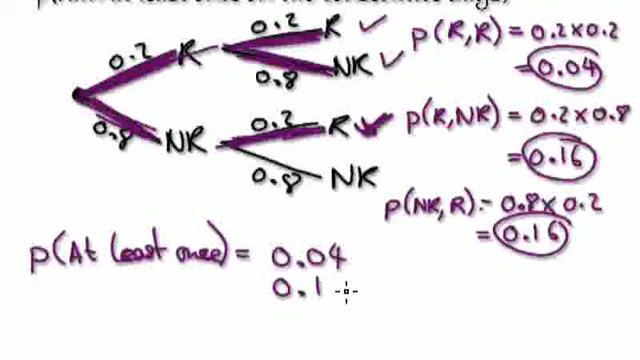 0.2 R 0.2 R ✓ p(R,R) = 0.2 x 0.2
0.8 NR ✓ = 0.04
0.8 NR 0.2 R ✓ p(R,NR) = 0.2 x 0.8
= 0.16
0.8 NR
p(NR,R) = 0.8 x 0.2
= 0.16
p(At least once) = 0.04
0.1